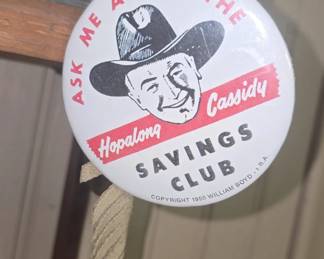 ASK ME A THE
Hopalong Cassidy
SAVINGS
CLUB
COPYRIGHT 1950 WILLIAM BOYD